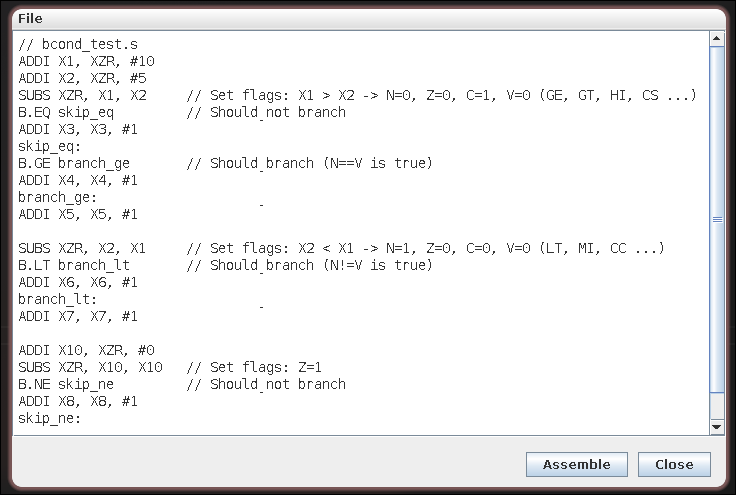 File
// bcond_test.s
ADDI X1, XZR, #10
ADDI X2, XZR, #5
SUBS XZR, X1, X2     // Set flags: X1 > X2 -> N=0, Z=0, C=1, V=0 (GE, GT, HI, CS ...)
B.EQ skip_eq         // Should not branch
ADDI X3, X3, #1
skip_eq:
B.GE branch_ge       // Should branch (N==V is true)
ADDI X4, X4, #1
branch_ge:
ADDI X5, X5, #1

SUBS XZR, X2, X1     // Set flags: X2 < X1 -> N=1, Z=0, C=0, V=0 (LT, MI, CC ...)
B.LT branch_lt       // Should branch (N!=V is true)
ADDI X6, X6, #1
branch_lt:
ADDI X7, X7, #1

ADDI X10, XZR, #0
SUBS XZR, X10, X10   // Set flags: Z=1
B.NE skip_ne         // Should not branch
ADDI X8, X8, #1
skip_ne:
Assemble
Close